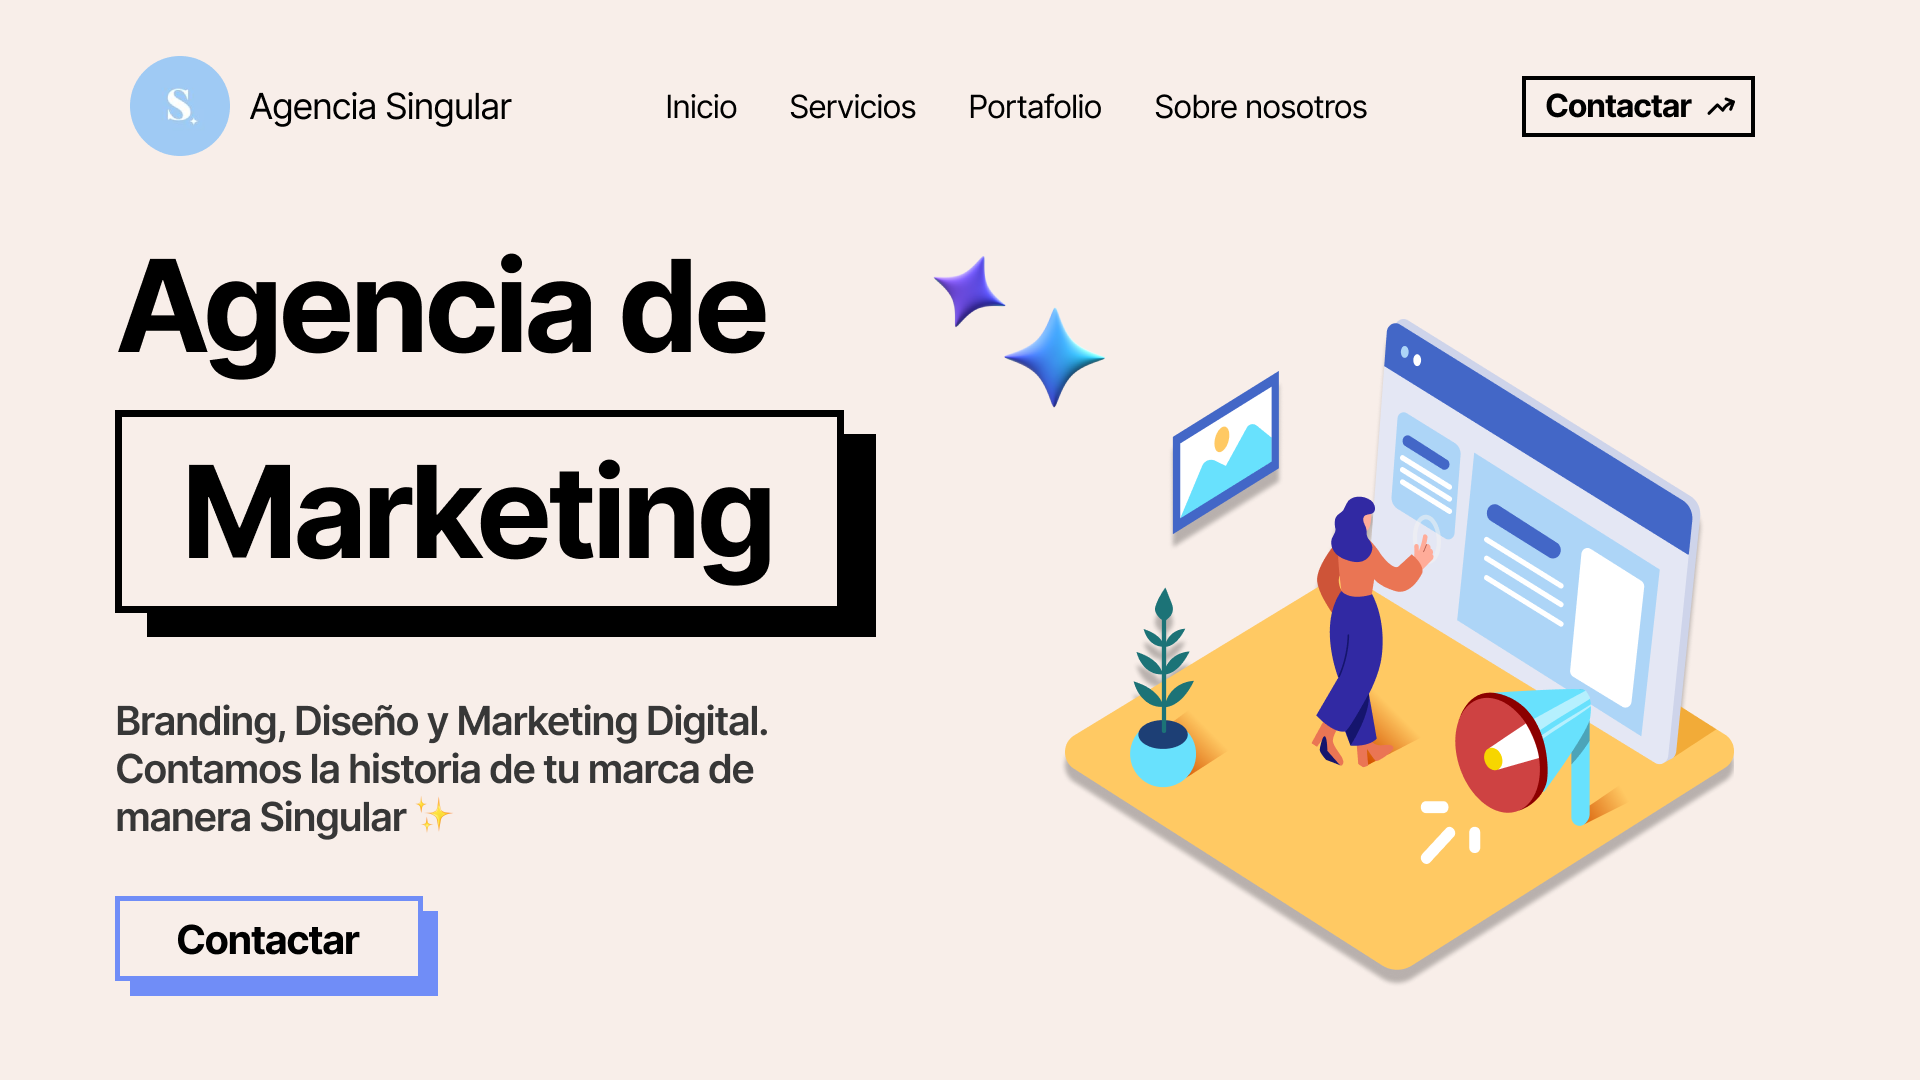 S.
Agencia Singular
Inicio
Servicios
Portafolio
Sobre nosotros
Contactar
Agencia de
Marketing
Branding, Diseño y Marketing Digital.
Contamos la historia de tu marca de
manera Singular ✨
Contactar